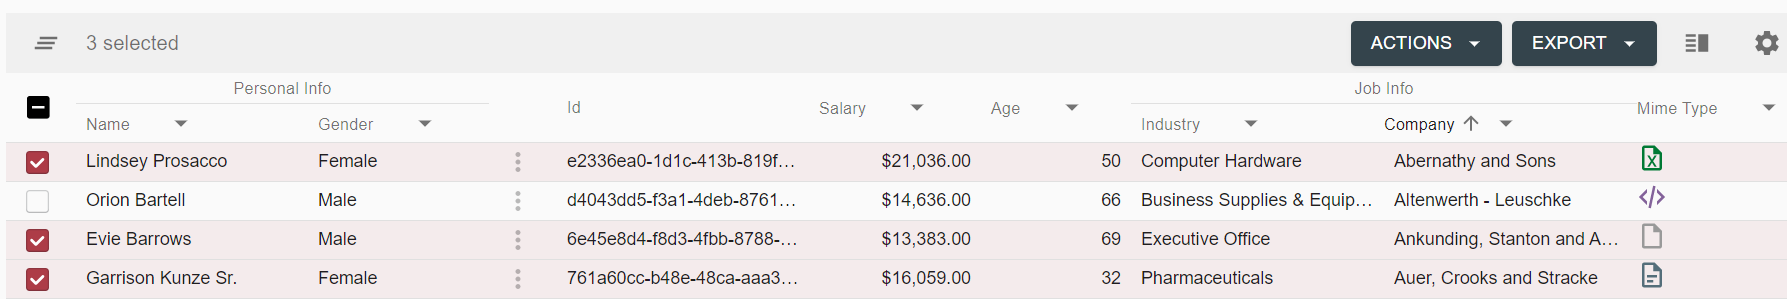 3 selected ACTIONS EXPORT
Personal Info Job Info
Id Salary Age Mime Type
Name Gender Industry Company
Lindsey Prosacco Female e2336ea0-1d1c-413b-819f... $21,036.00 50 Computer Hardware Abernathy and Sons
Orion Bartell Male d4043dd5-f3a1-4deb-8761... $14,636.00 66 Business Supplies & Equip... Altenwerth - Leuschke
Evie Barrows Male 6e45e8d4-f8d3-4fbb-8788-... $13,383.00 69 Executive Office Ankunding, Stanton and A...
Garrison Kunze Sr. Female 761a60cc-b48e-48ca-aaa3... $16,059.00 32 Pharmaceuticals Auer, Crooks and Stracke